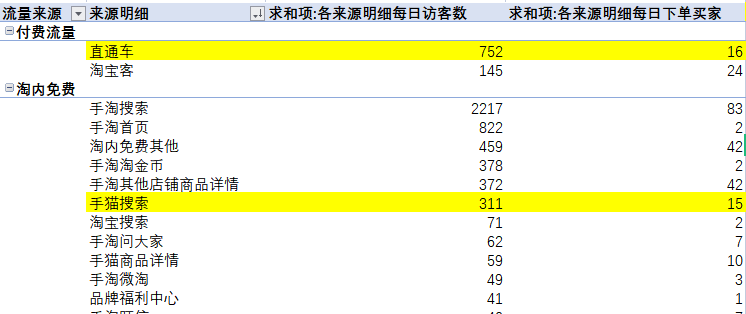 流量来源 来源明细 求和项:各来源明细每日访客数 求和项:各来源明细每日下单买家
付费流量
直通车 752 16
淘宝客 145 24
淘内免费
手淘搜索 2217 83
手淘首页 822 2
淘内免费其他 459 42
手淘淘金币 378 2
手淘其他店铺商品详情 372 42
手猫搜索 311 15
淘宝搜索 71 2
手淘问大家 62 7
手猫商品详情 59 10
手淘微淘 49 3
品牌福利中心 41 1